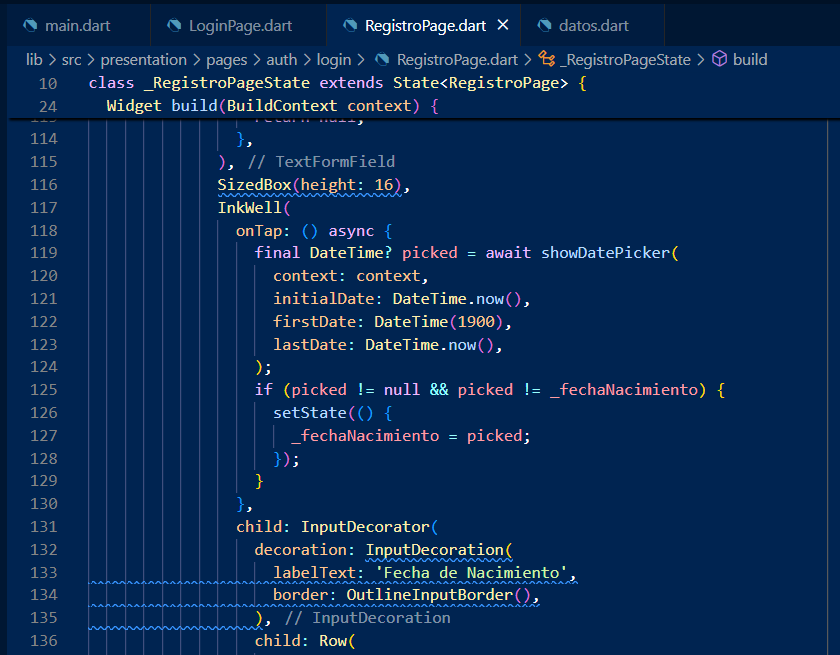 main.dart LoginPage.dart RegistroPage.dart datos.dart
lib > src > presentation > pages > auth > login > RegistroPage.dart > _RegistroPageState > build
10 class _RegistroPageState extends State<RegistroPage> {
24 Widget build(BuildContext context) {
113 return null;
114 },
115 ), // TextFormField
116 SizedBox(height: 16),
117 InkWell(
118 onTap: () async {
119 final DateTime? picked = await showDatePicker(
120 context: context,
121 initialDate: DateTime.now(),
122 firstDate: DateTime(1900),
123 lastDate: DateTime.now(),
124 );
125 if (picked != null && picked != _fechaNacimiento) {
126 setState(() {
127 _fechaNacimiento = picked;
128 });
129 }
130 },
131 child: InputDecorator(
132 decoration: InputDecoration(
133 labelText: 'Fecha de Nacimiento',
134 border: OutlineInputBorder(),
135 ), // InputDecoration
136 child: Row(